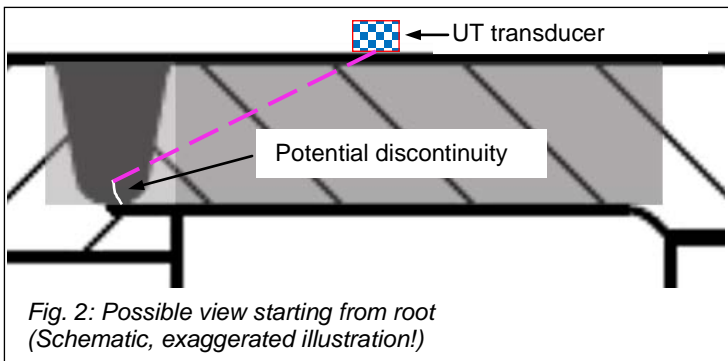 UT transducer
Potential discontinuity
Fig. 2: Possible view starting from root
(Schematic, exaggerated illustration!)